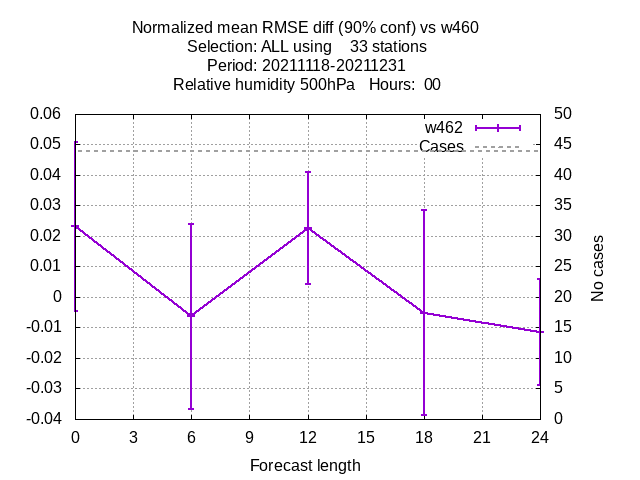 Normalized mean RMSE diff (90% conf) vs w460
Selection: ALL using    33 stations
Period: 20211118-20211231
Relative humidity 500hPa   Hours:  00
w462
Cases
0.06
0.05
0.04
0.03
0.02
0.01
0
-0.01
-0.02
-0.03
-0.04
50
45
40
35
30
25
20
15
10
5
0
No cases
0 3 6 9 12 15 18 21 24
Forecast length